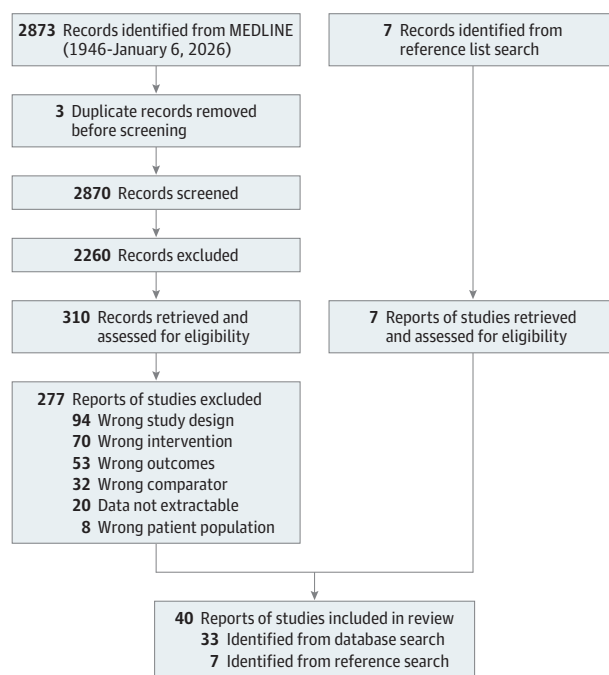 2873 Records identified from MEDLINE
(1946-January 6, 2026)
7 Records identified from
reference list search
3 Duplicate records removed
before screening
2870 Records screened
2260 Records excluded
310 Records retrieved and
assessed for eligibility
7 Reports of studies retrieved
and assessed for eligibility
277 Reports of studies excluded
94 Wrong study design
70 Wrong intervention
53 Wrong outcomes
32 Wrong comparator
20 Data not extractable
8 Wrong patient population
40 Reports of studies included in review
33 Identified from database search
7 Identified from reference search